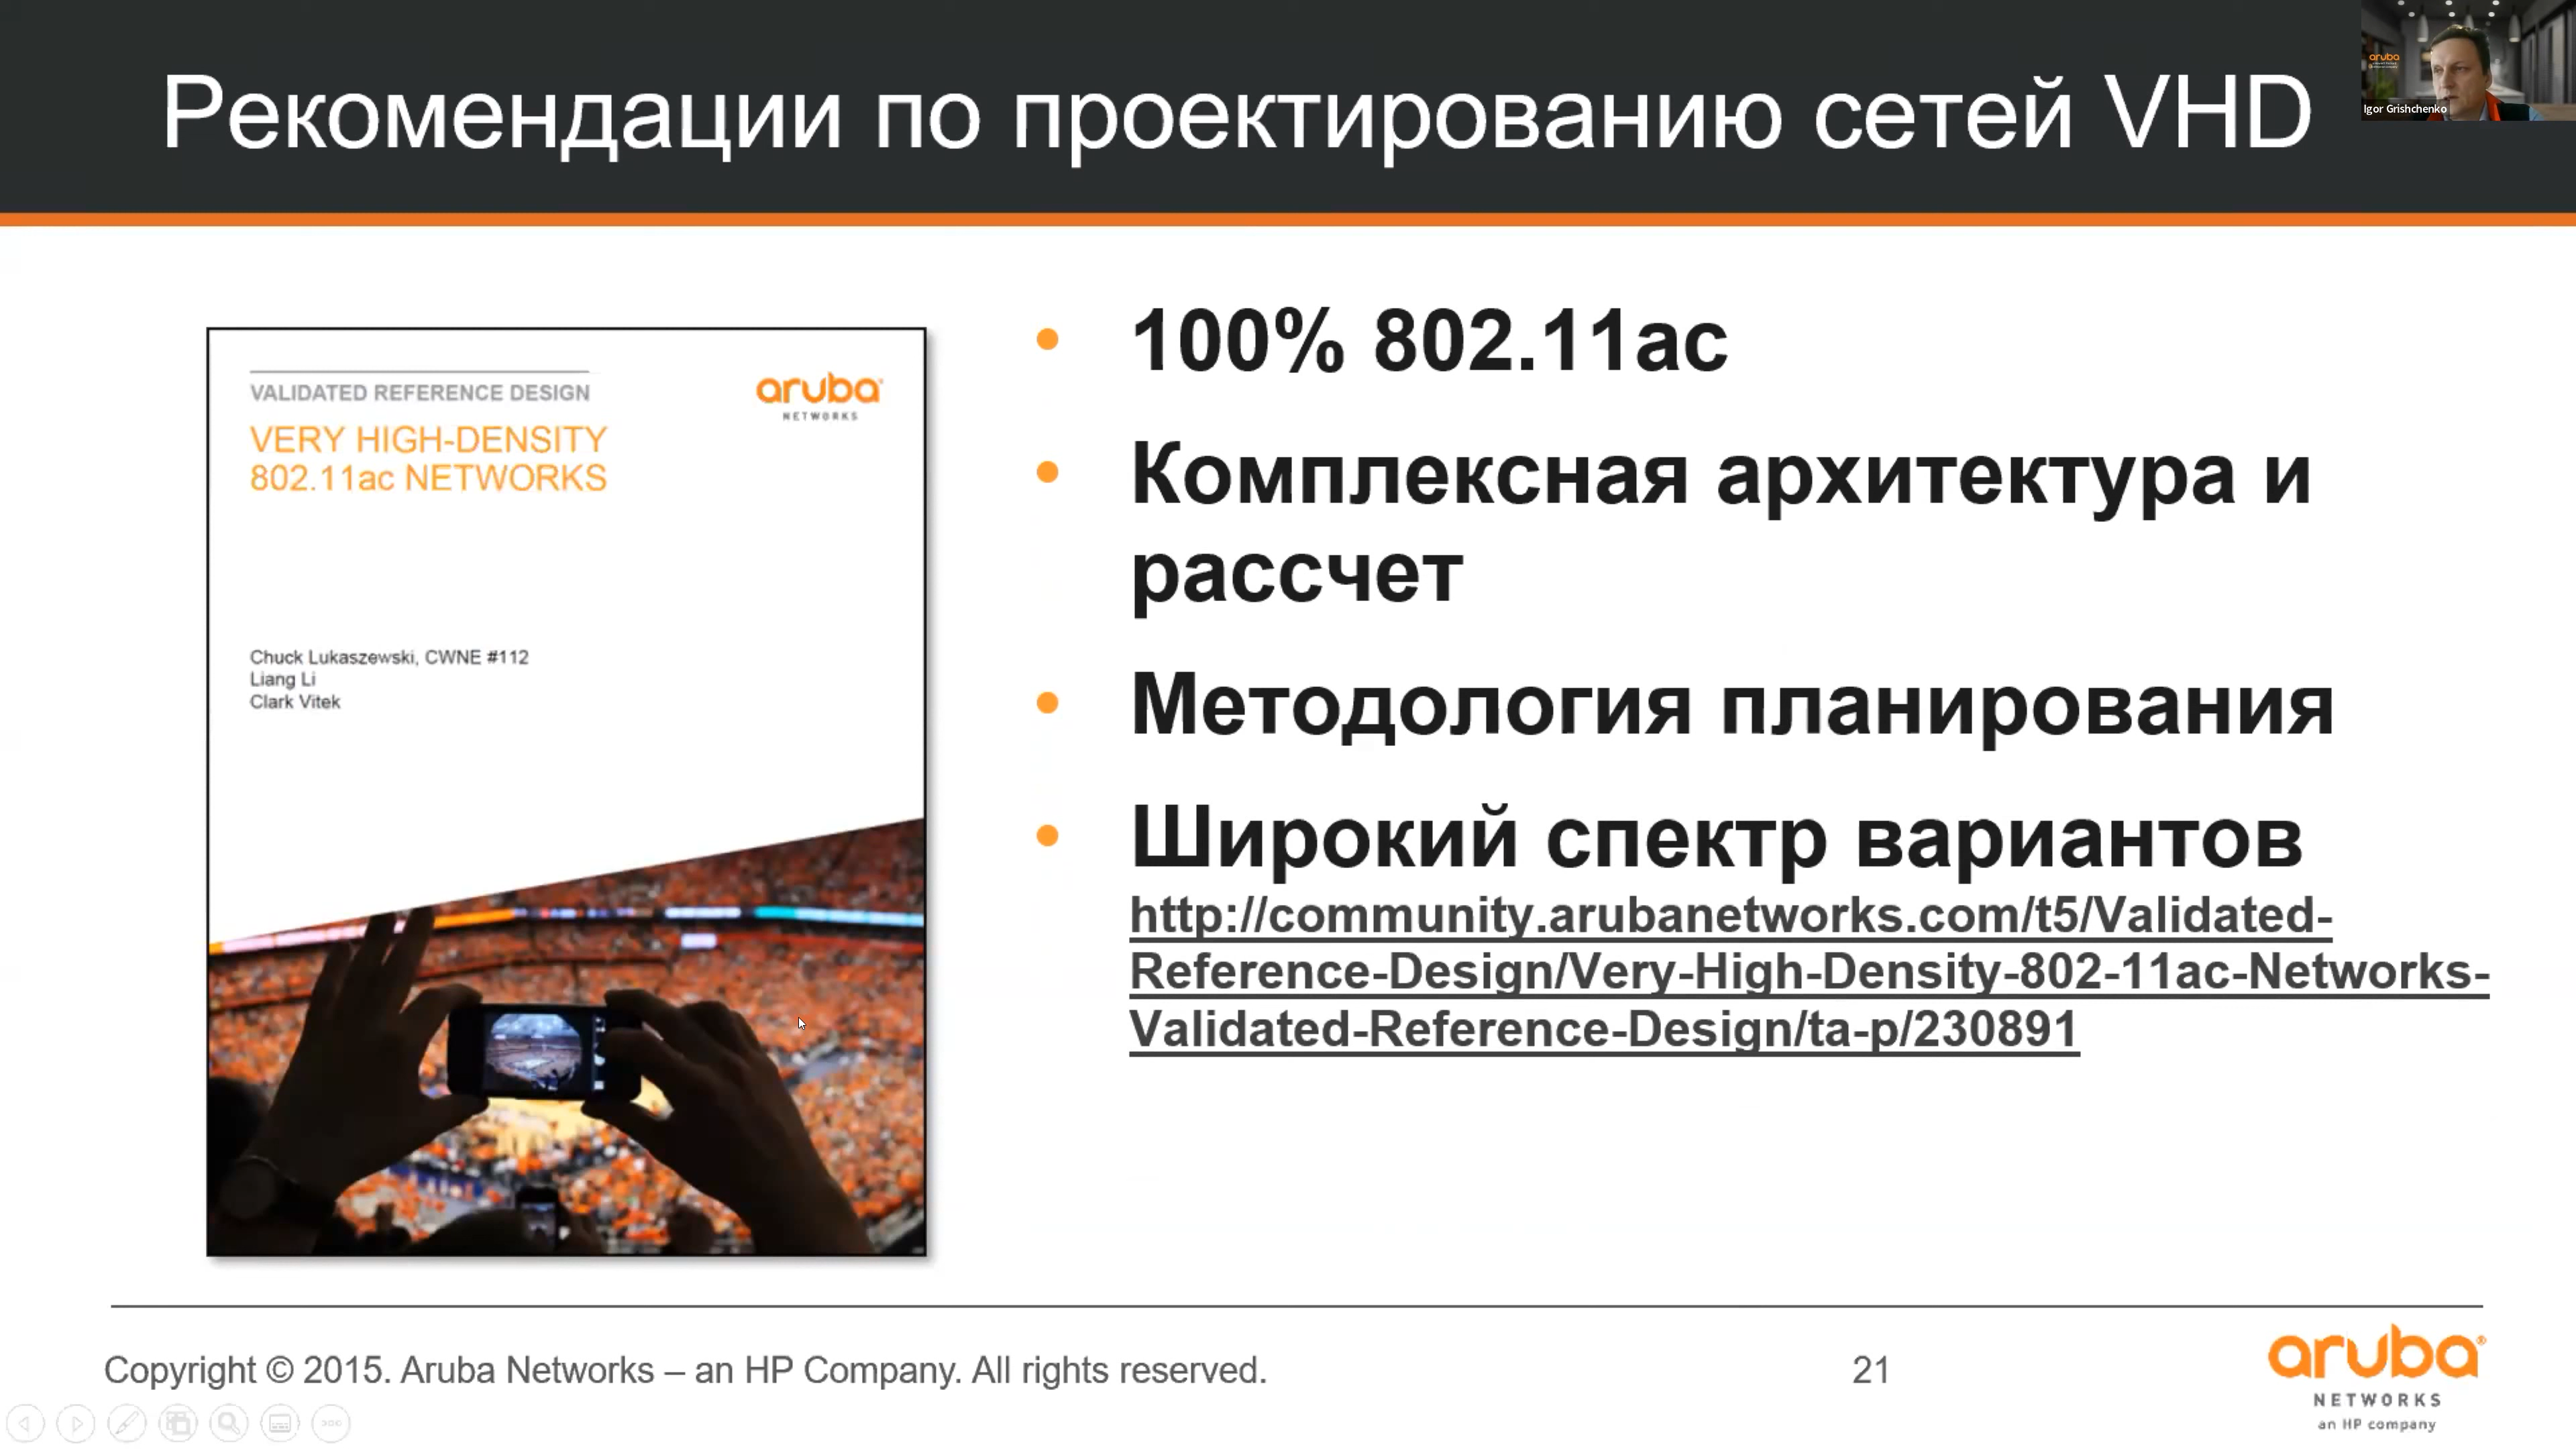 Рекомендации по проектированию сетей VHD
aruba
Igor Grishchenko
VALIDATED REFERENCE DESIGN
aruba
NETWORKS
VERY HIGH-DENSITY
802.11ac NETWORKS
Chuck Lukaszewski, CWNE #112
Liang Li
Clark Vitek
• 100% 802.11ac
• Комплексная архитектура и
рассчет
• Методология планирования
• Широкий спектр вариантов
http://community.arubanetworks.com/t5/Validated-
Reference-Design/Very-High-Density-802-11ac-Networks-
Validated-Reference-Design/ta-p/230891
Copyright © 2015. Aruba Networks – an HP Company. All rights reserved.
21
aruba
NETWORKS
an HP company